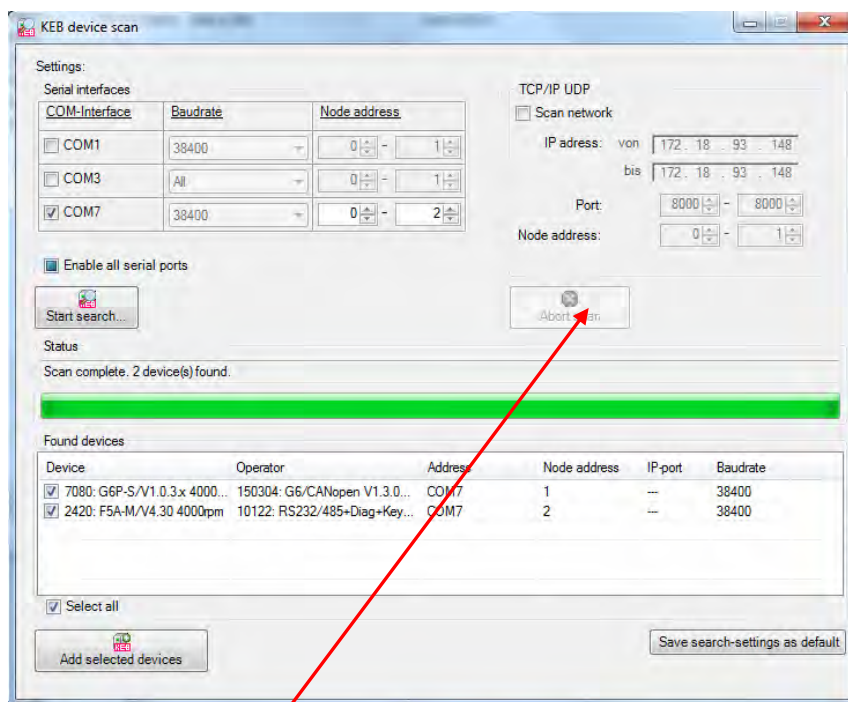 KEB device scan
Settings:
Serial interfaces
COM-Interface Baudrate Node address
COM1 38400 0 - 1
COM3 All 0 - 1
COM7 38400 0 - 2
Enable all serial ports
Start search...
TCP/IP UDP
Scan network
IP adress: von 172 . 18 . 93 . 148
bis 172 . 18 . 93 . 148
Port: 8000 - 8000
Node address: 0 - 1
Abort
Status
Scan complete. 2 device(s) found.
Found devices
Device Operator Address Node address IP-port Baudrate
7080: G6P-S/V1.0.3.x 4000... 150304: G6/CANopen V1.3.0... COM7 1 --- 38400
2420: F5A-M/V4.30 4000rpm 10122: RS232/485+Diag+Key... COM7 2 --- 38400
Select all
Add selected devices
Save search-settings as default